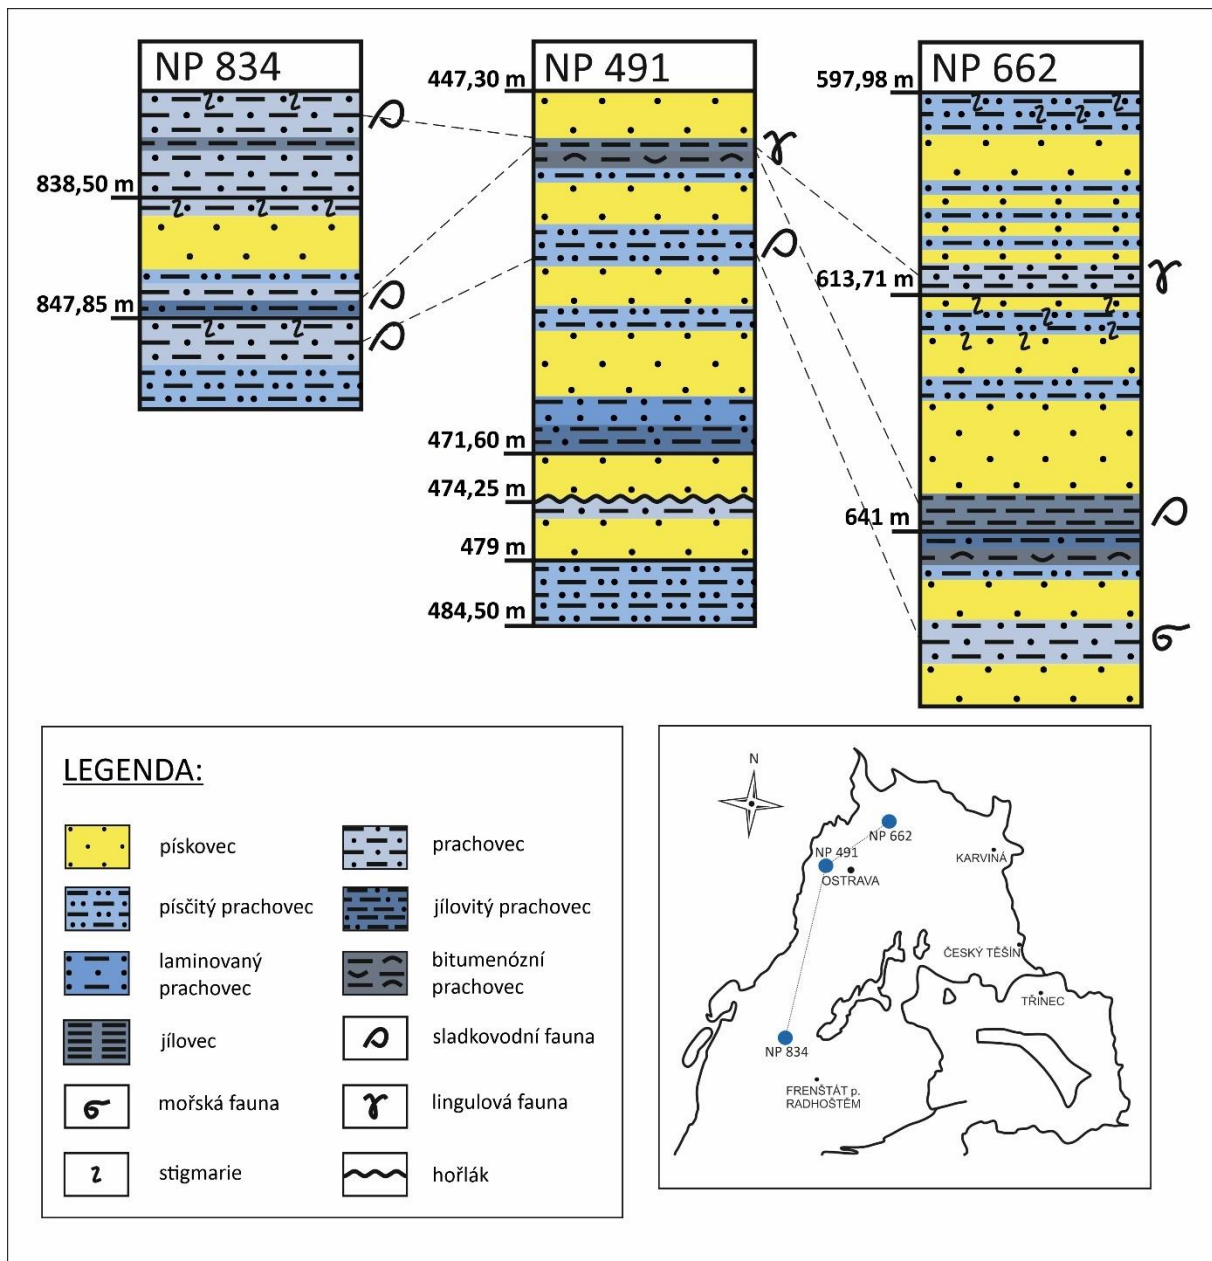 NP 834
838,50 m
847,85 m
NP 491
447,30 m
471,60 m
474,25 m
479 m
484,50 m
NP 662
597,98 m
613,71 m
641 m
LEGENDA:
pískovec
prachovec
písčitý prachovec
jílovitý prachovec
laminovaný
prachovec
bitumenózní
prachovec
jílovec
sladkovodní fauna
mořská fauna
lingulová fauna
stigmarie
hořlák
N
NP 662
NP 491
OSTRAVA
KARVINÁ
ČESKÝ TĚŠÍN
TŘINEC
NP 834
FRENŠTÁT p.
RADHOŠTĚM